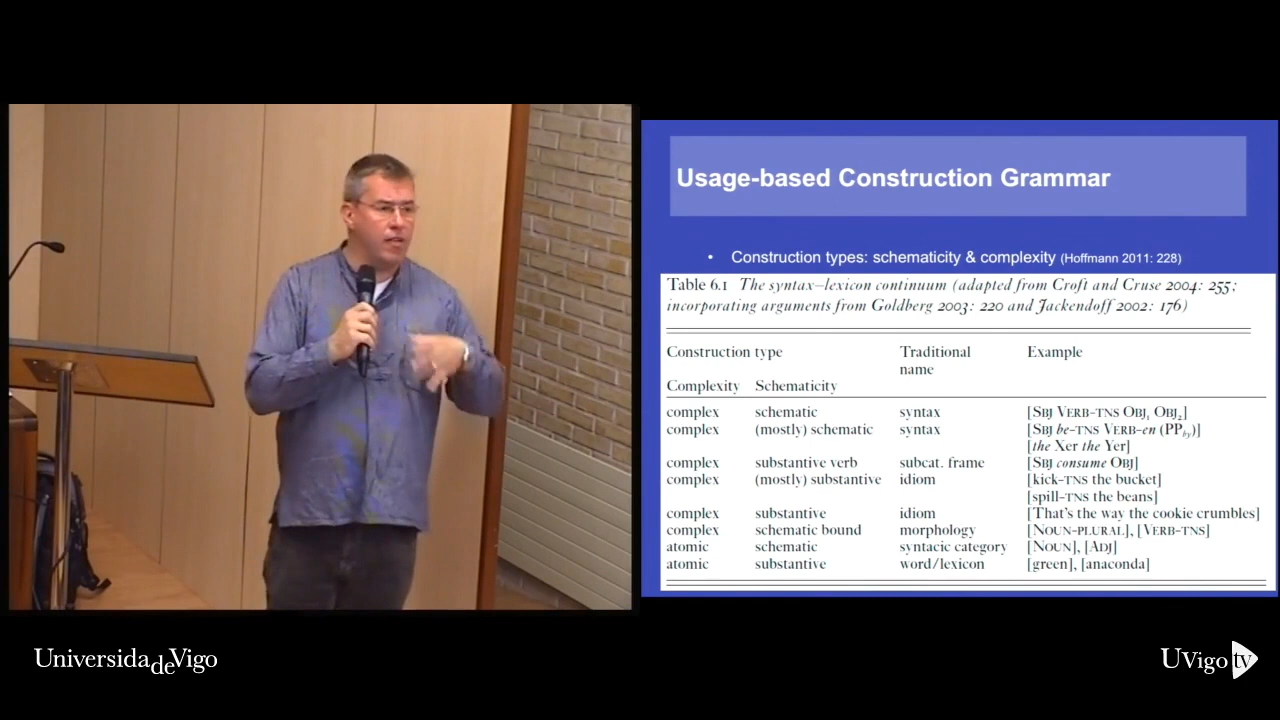 Usage-based Construction Grammar
• Construction types: schematicity & complexity (Hoffmann 2011: 228)
Table 6.1 The syntax–lexicon continuum (adapted from Croft and Cruse 2004: 255;
incorporating arguments from Goldberg 2003: 220 and Jackendoff 2002: 176)
Construction type Traditional name Example
Complexity Schematicity
complex schematic syntax [SBJ VERB-TNS OBJ₁ OBJ₂]
complex (mostly) schematic syntax [SBJ be-TNS VERB-en (PPby)]
[the Xer the Yer]
complex substantive verb subcat. frame [SBJ consume OBJ]
complex (mostly) substantive idiom [kick-TNS the bucket]
[spill-TNS the beans]
complex substantive idiom [That's the way the cookie crumbles]
complex schematic bound morphology [NOUN-PLURAL], [VERB-TNS]
atomic schematic syntacic category [NOUN], [ADJ]
atomic substantive word/lexicon [green], [anaconda]
UniversidadeVigo
UVigo tv